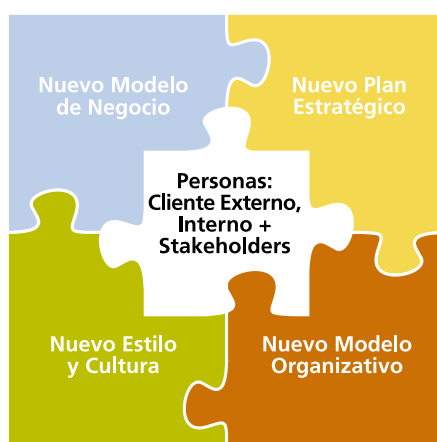 Nuevo Modelo
de Negocio
Nuevo Plan
Estratégico
Personas:
Cliente Externo,
Interno +
Stakeholders
Nuevo Estilo
y Cultura
Nuevo Modelo
Organizativo